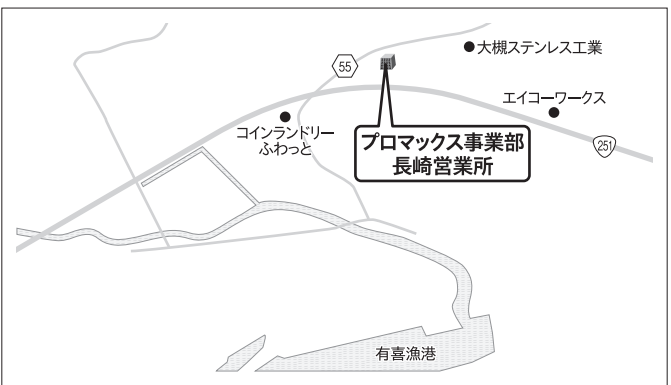 大槻ステンレス工業
55
エイコーワークス
コインランドリー
ふわっと
プロマックス事業部
長崎営業所
251
有喜漁港